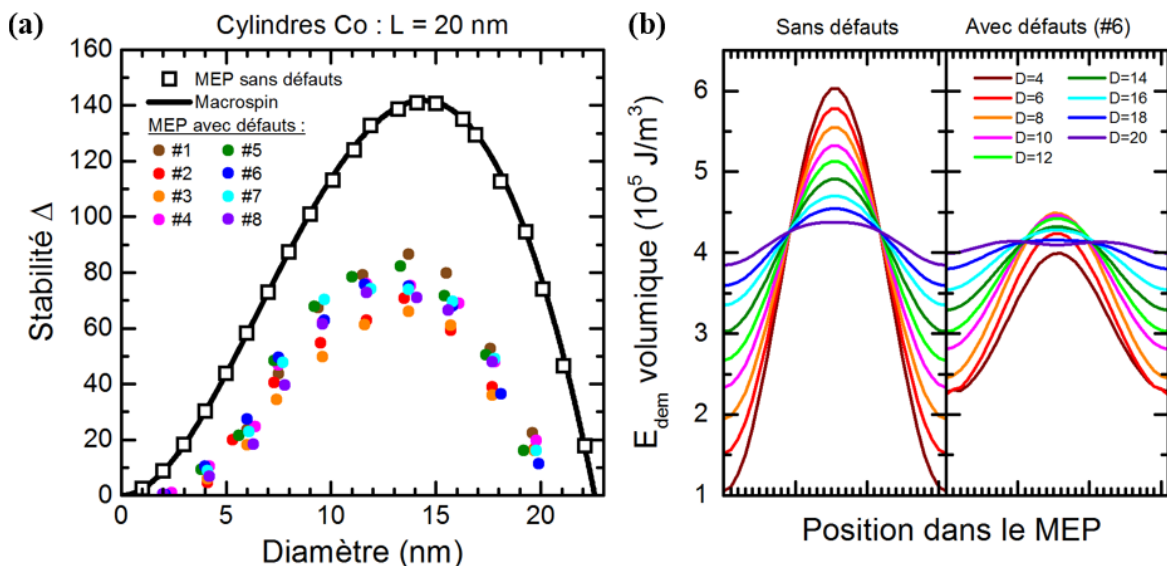 (a)
Cylindres Co : L = 20 nm
160
140
120
100
80
60
40
20
0
Stabilité Δ
MEP sans défauts
Macrospin
MEP avec défauts :
#1 #5
#2 #6
#3 #7
#4 #8
0 5 10 15 20
Diamètre (nm)
(b)
Sans défauts Avec défauts (#6)
D=4 D=14
D=6 D=16
D=8 D=18
D=10 D=20
D=12
6
5
4
3
2
1
E_dem volumique (10⁵ J/m³)
Position dans le MEP